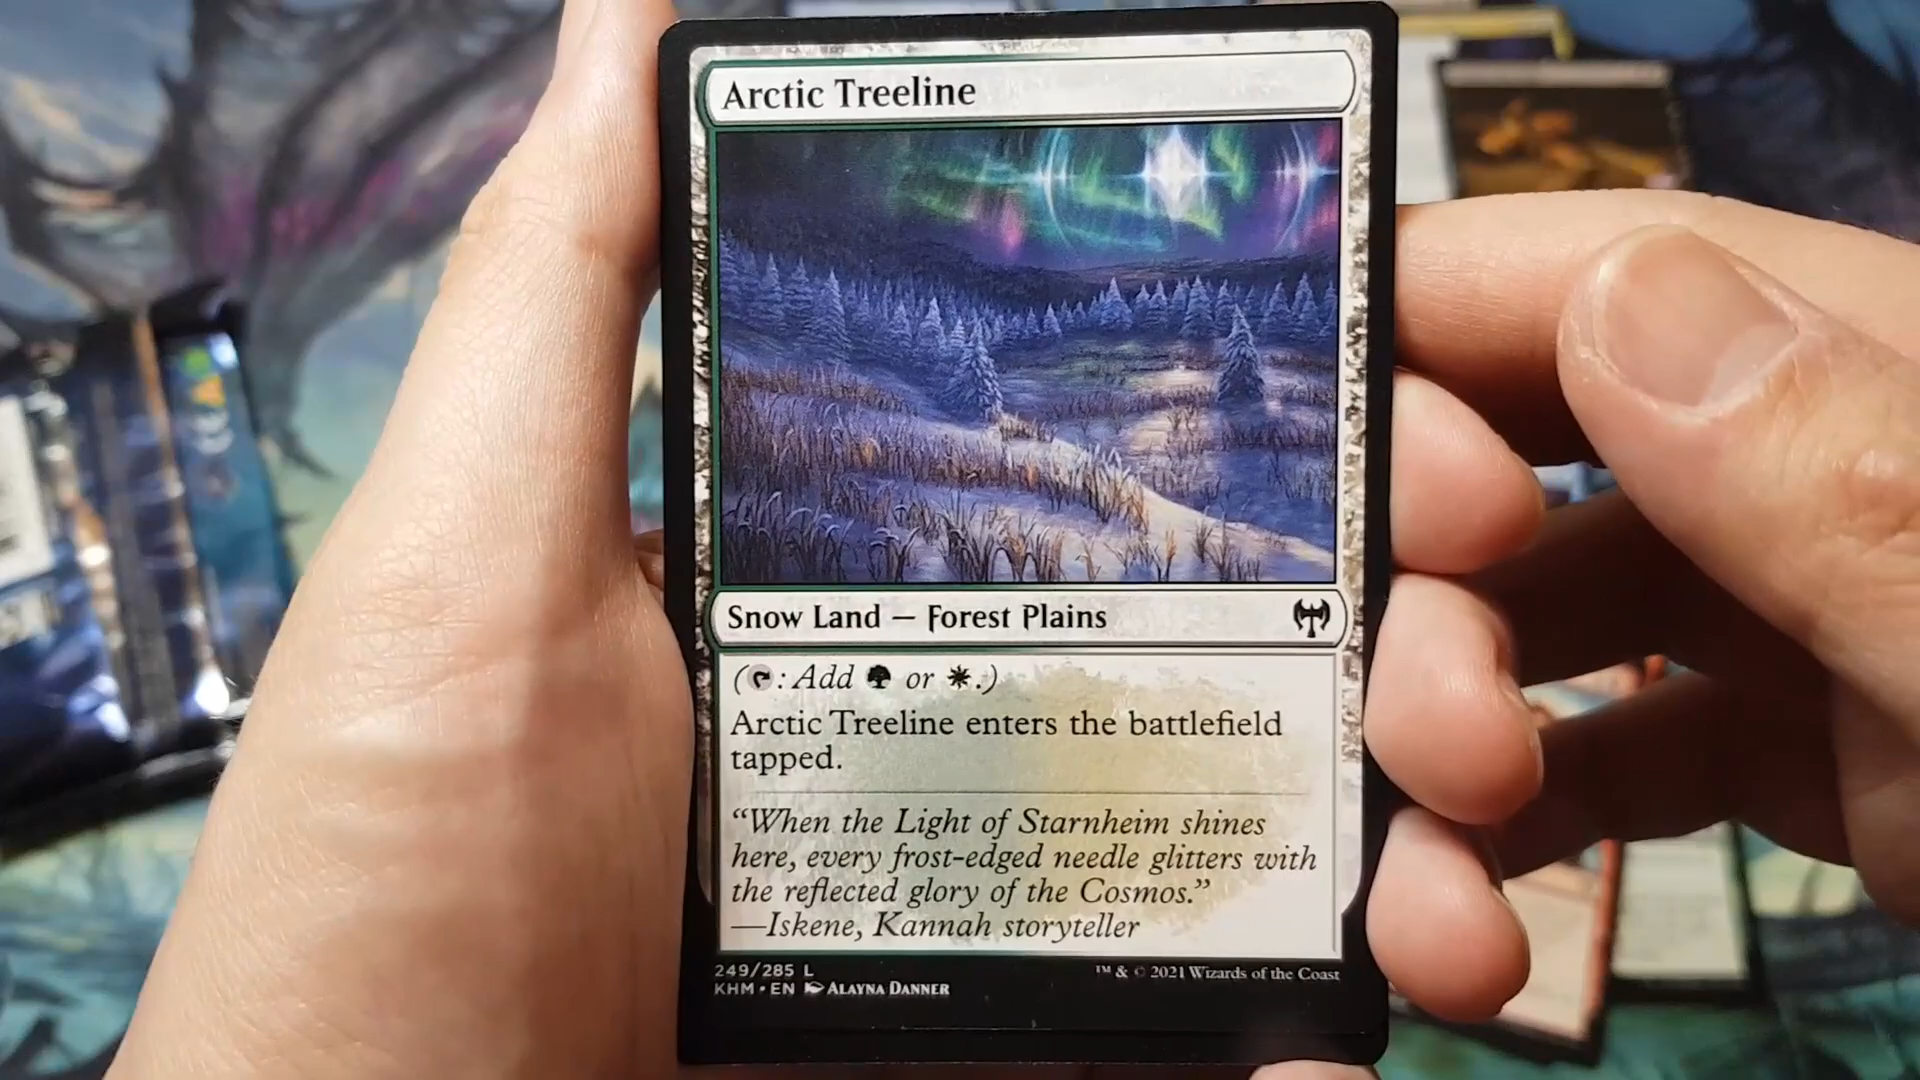 Arctic Treeline
Snow Land — Forest Plains
( : Add or .)
Arctic Treeline enters the battlefield
tapped.
“When the Light of Starnheim shines
here, every frost-edged needle glitters with
the reflected glory of the Cosmos.”
—Iskene, Kannah storyteller
249/285 L
KHM • EN ALAYNA DANNER
™ & © 2021 Wizards of the Coast